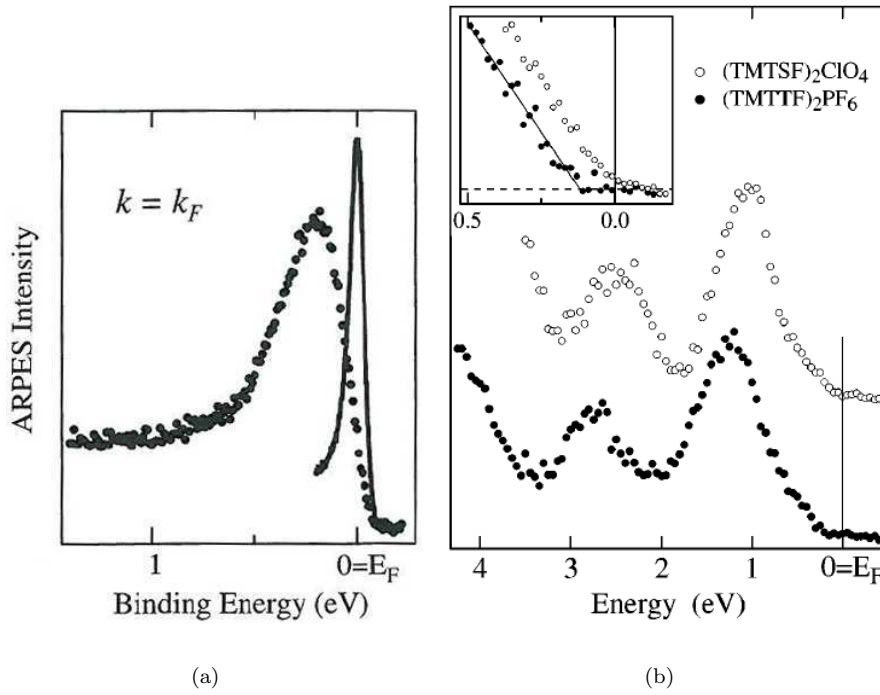 k = k_F
ARPES Intensity
1
0=E_F
Binding Energy (eV)
(a)
(TMTSF)₂ClO₄
(TMTTF)₂PF₆
0.5
0.0
4
3
2
1
0=E_F
Energy (eV)
(b)